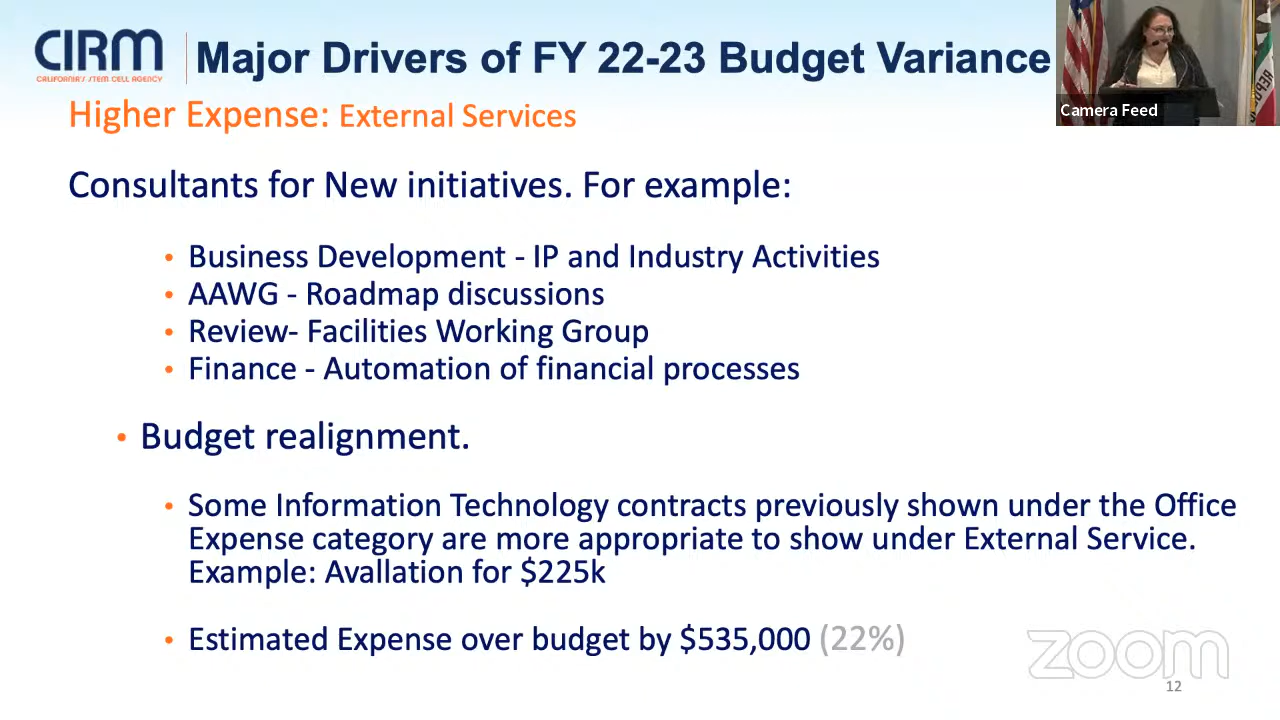 CIRM
CALIFORNIA'S STEM CELL AGENCY
Major Drivers of FY 22-23 Budget Variance
Camera Feed
Higher Expense: External Services
Consultants for New initiatives. For example:
• Business Development - IP and Industry Activities
• AAWG - Roadmap discussions
• Review- Facilities Working Group
• Finance - Automation of financial processes
• Budget realignment.
• Some Information Technology contracts previously shown under the Office
Expense category are more appropriate to show under External Service.
Example: Avallation for $225k
• Estimated Expense over budget by $535,000 (22%)
zoom
12